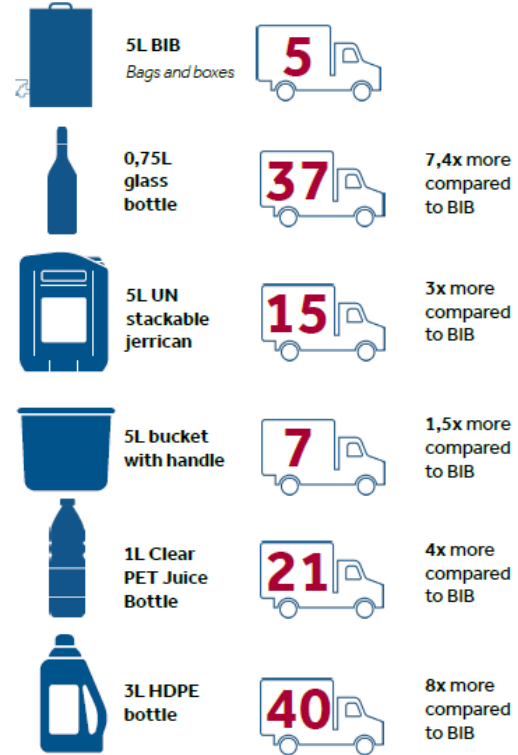 5L BIB
Bags and boxes
5
0,75L
glass
bottle
37
7,4x more
compared
to BIB
5L UN
stackable
jerrican
15
3x more
compared
to BIB
5L bucket
with handle
7
1,5x more
compared
to BIB
1L Clear
PET Juice
Bottle
21
4x more
compared
to BIB
3L HDPE
bottle
40
8x more
compared
to BIB